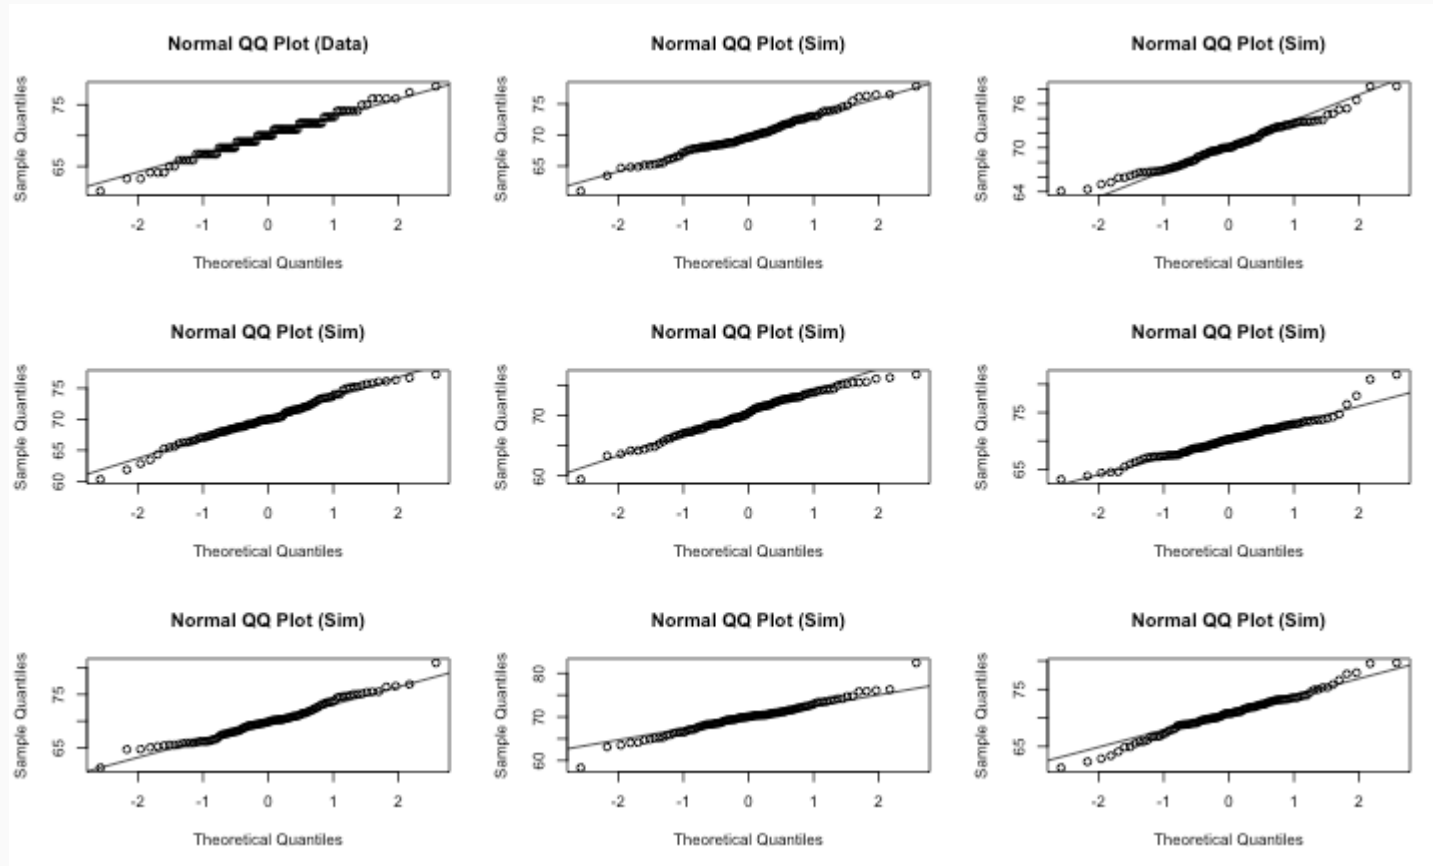 Normal QQ Plot (Data)
Sample Quantiles
75
65
-2 -1 0 1 2
Theoretical Quantiles
Normal QQ Plot (Sim)
Sample Quantiles
75
70
65
-2 -1 0 1 2
Theoretical Quantiles
Normal QQ Plot (Sim)
Sample Quantiles
76
70
64
-2 -1 0 1 2
Theoretical Quantiles
Normal QQ Plot (Sim)
Sample Quantiles
75
70
65
60
-2 -1 0 1 2
Theoretical Quantiles
Normal QQ Plot (Sim)
Sample Quantiles
70
60
-2 -1 0 1 2
Theoretical Quantiles
Normal QQ Plot (Sim)
Sample Quantiles
75
65
-2 -1 0 1 2
Theoretical Quantiles
Normal QQ Plot (Sim)
Sample Quantiles
75
65
-2 -1 0 1 2
Theoretical Quantiles
Normal QQ Plot (Sim)
Sample Quantiles
80
70
60
-2 -1 0 1 2
Theoretical Quantiles
Normal QQ Plot (Sim)
Sample Quantiles
75
65
-2 -1 0 1 2
Theoretical Quantiles